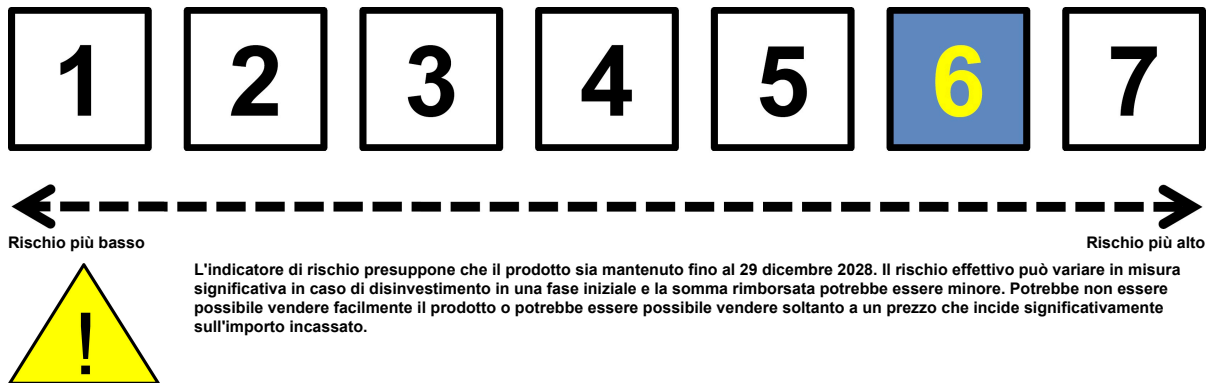 1 2 3 4 5 6 7
Rischio più basso Rischio più alto
L'indicatore di rischio presuppone che il prodotto sia mantenuto fino al 29 dicembre 2028. Il rischio effettivo può variare in misura
significativa in caso di disinvestimento in una fase iniziale e la somma rimborsata potrebbe essere minore. Potrebbe non essere
possibile vendere facilmente il prodotto o potrebbe essere possibile vendere soltanto a un prezzo che incide significativamente
sull'importo incassato.
!